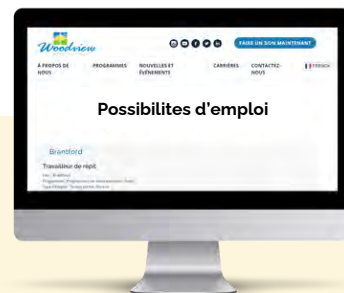 Woodview
FAIRE UN DON MAINTENANT
À PROPOS DE NOUS
PROGRAMMES
NOUVELLES ET ÉVÉNEMENTS
CARRIÈRES
CONTACTEZ-NOUS
FRENCH
Possibilites d'emploi
Brantford
Travailleur de répit